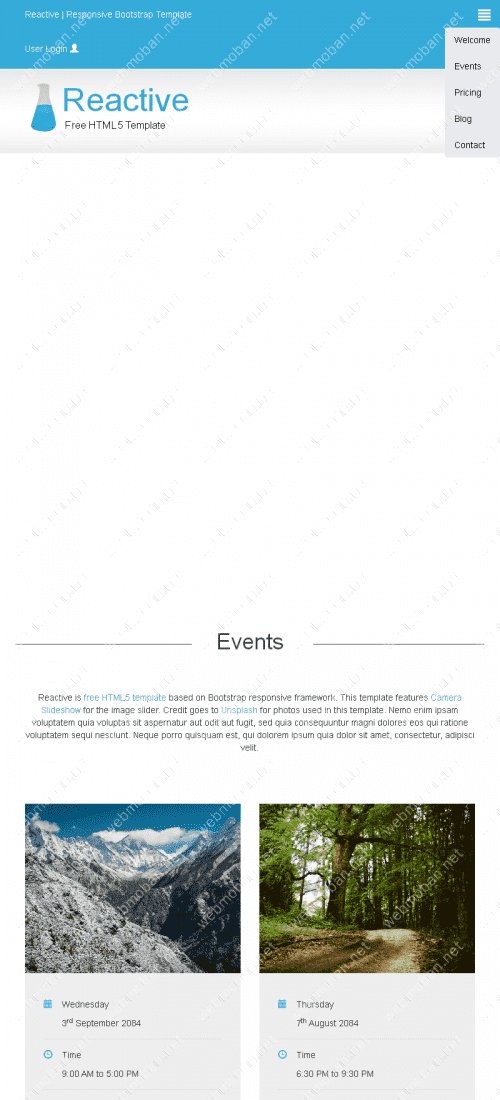 Reactive | Responsive Bootstrap Template
User Login
Welcome
Events
Pricing
Blog
Contact
Reactive
Free HTML5 Template
Events
Reactive is free HTML5 template based on Bootstrap responsive framework. This template features Camera
Slideshow for the image slider. Credit goes to Unsplash for photos used in this template. Nemo enim ipsam
voluptatem quia voluptas sit aspernatur aut odit aut fugit, sed quia consequuntur magni dolores eos qui ratione
voluptatem sequi nesciunt. Neque porro quisquam est, qui dolorem ipsum quia dolor sit amet, consectetur, adipisci
velit.
Wednesday
3rd September 2084
Time
9:00 AM to 5:00 PM
Thursday
7th August 2084
Time
6:30 PM to 9:30 PM
webmoban.net